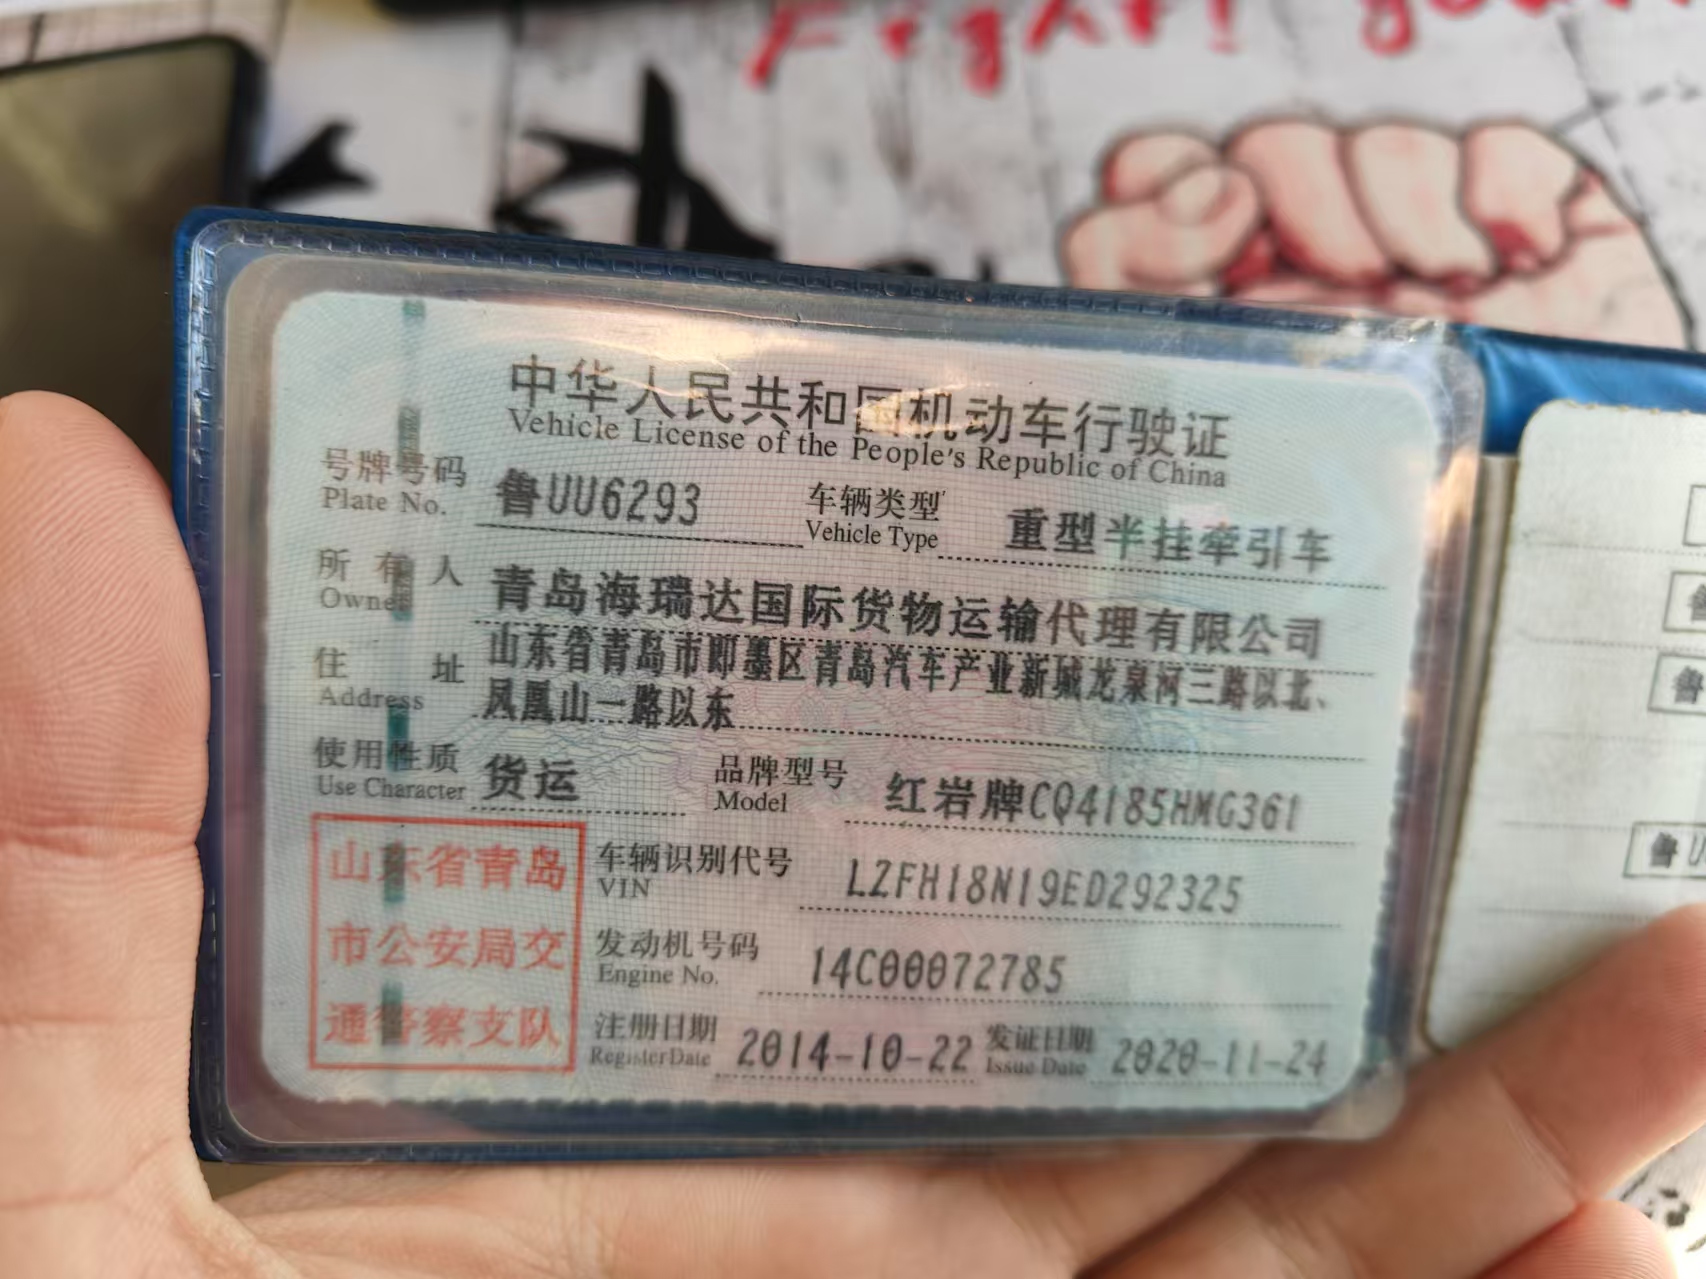 Fight!
中华人民共和国机动车行驶证
Vehicle License of the People's Republic of China
号牌号码 鲁UU6293 车辆类型 重型半挂牵引车
Plate No. Vehicle Type
所有人 青岛海瑞达国际货物运输代理有限公司
Owner
住址 山东省青岛市即墨区青岛汽车产业新城龙泉河三路以北、
Address 凤凰山一路以东
使用性质 货运 品牌型号 红岩牌CQ4185HMG361
Use Character Model
山东省青岛
市公安局交
通警察支队
车辆识别代号 LZFH18N19ED292325
VIN
发动机号码 14C00072785
Engine No.
注册日期 2014-10-22 发证日期 2020-11-24
Register Date Issue Date
鲁
鲁U